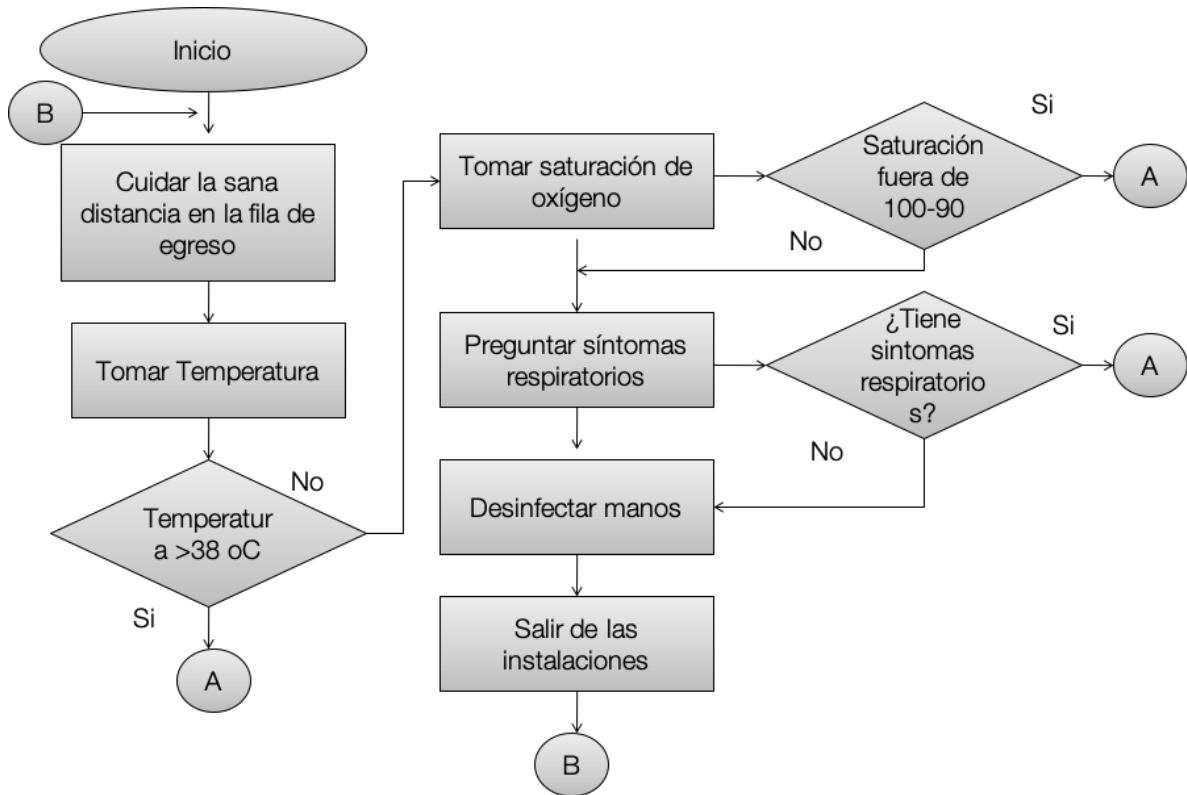 Inicio
B
Cuidar la sana
distancia en la fila de
egreso
Tomar Temperatura
Temperatur
a >38 oC
No
Si
A
Tomar saturación de
oxígeno
Saturación
fuera de
100-90
Si
A
No
Preguntar síntomas
respiratorios
¿Tiene
sintomas
respiratorio
s?
Si
A
No
Desinfectar manos
Salir de las
instalaciones
B